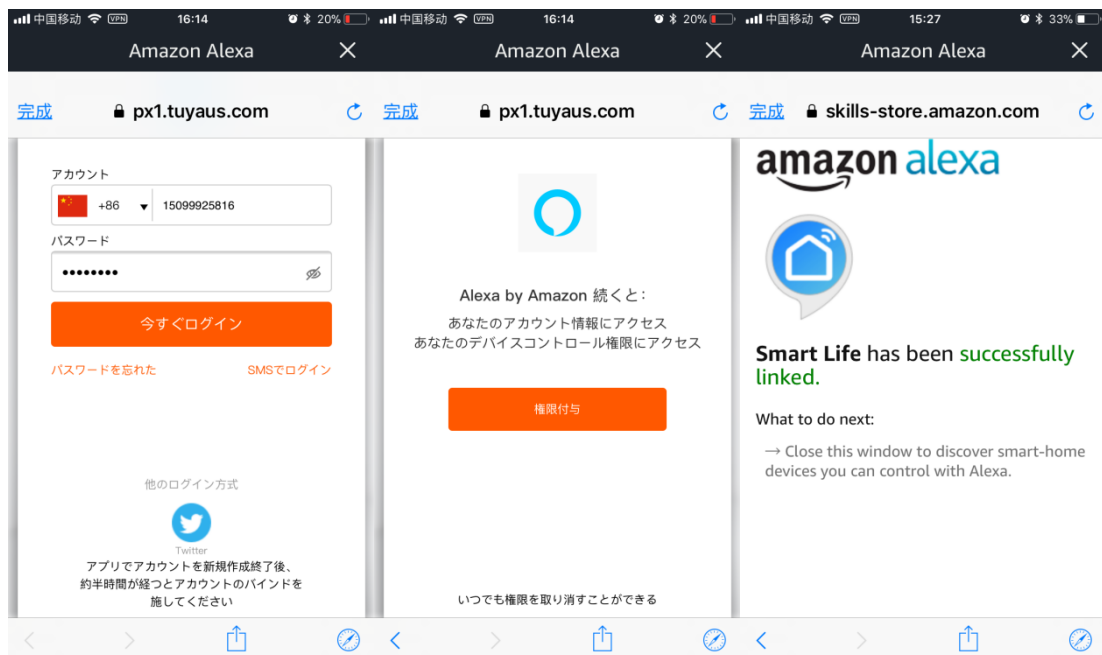 中国移动 VPN 16:14 20%
Amazon Alexa
完成 px1.tuyaus.com
アカウント
+86 ▼ 15099925816
パスワード
••••••••
今すぐログイン
パスワードを忘れた SMSでログイン
他のログイン方式
Twitter
アプリでアカウントを新規作成終了後、
約半時間が経つとアカウントのバインドを
施してください
中国移动 VPN 16:14 20%
Amazon Alexa
完成 px1.tuyaus.com
Alexa by Amazon 続くと：
あなたのアカウント情報にアクセス
あなたのデバイスコントロール権限にアクセス
権限付与
いつでも権限を取り消すことができる
中国移动 VPN 15:27 33%
Amazon Alexa
完成 skills-store.amazon.com
amazon alexa
Smart Life has been successfully
linked.
What to do next:
→ Close this window to discover smart-home
devices you can control with Alexa.